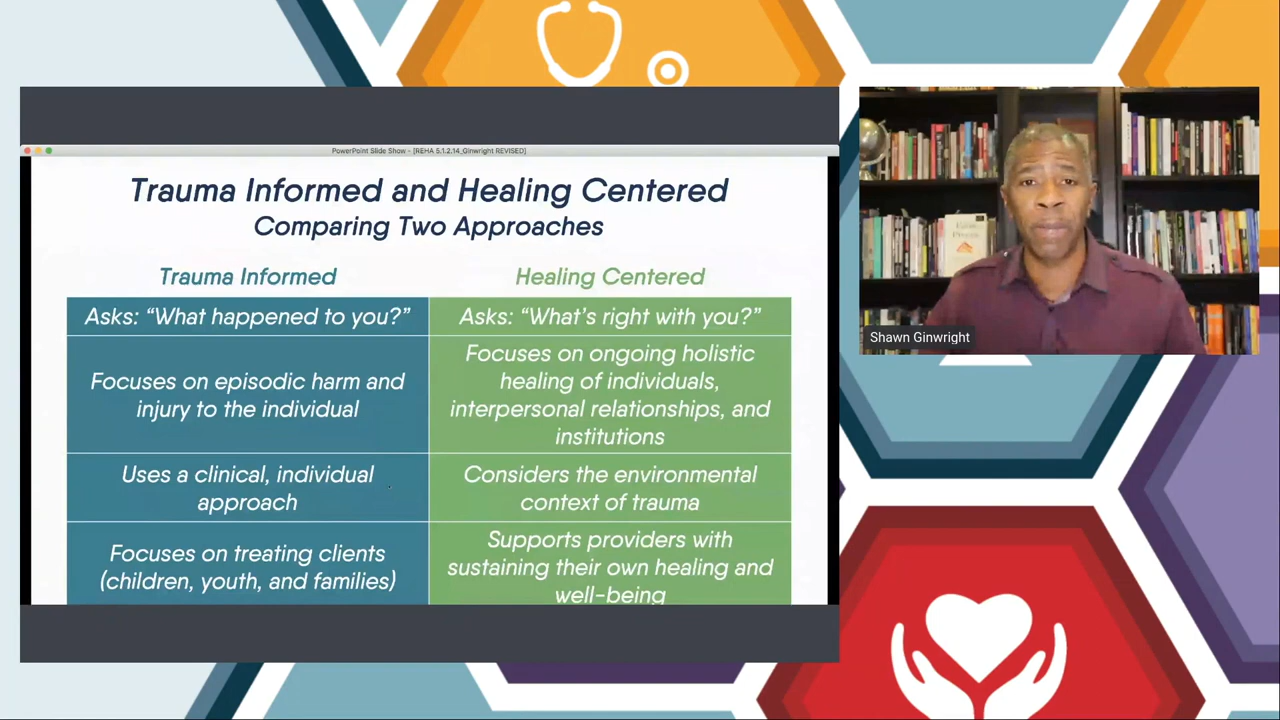 PowerPoint Slide Show - [REHA 5.1.2.14_Ginwright REVISED]
Trauma Informed and Healing Centered
Comparing Two Approaches
Trauma Informed
Healing Centered
Asks: “What happened to you?”
Asks: “What’s right with you?”
Focuses on episodic harm and
injury to the individual
Focuses on ongoing holistic
healing of individuals,
interpersonal relationships, and
institutions
Uses a clinical, individual
approach
Considers the environmental
context of trauma
Focuses on treating clients
(children, youth, and families)
Supports providers with
sustaining their own healing and
well-being
Shawn Ginwright